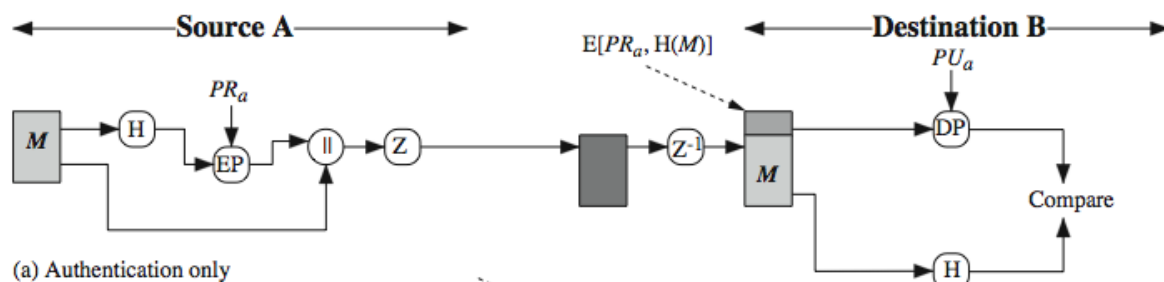 Source A
Destination B
E[PRa, H(M)]
PUa
PRa
M
H
EP
||
Z
Z-1
M
DP
Compare
H
(a) Authentication only